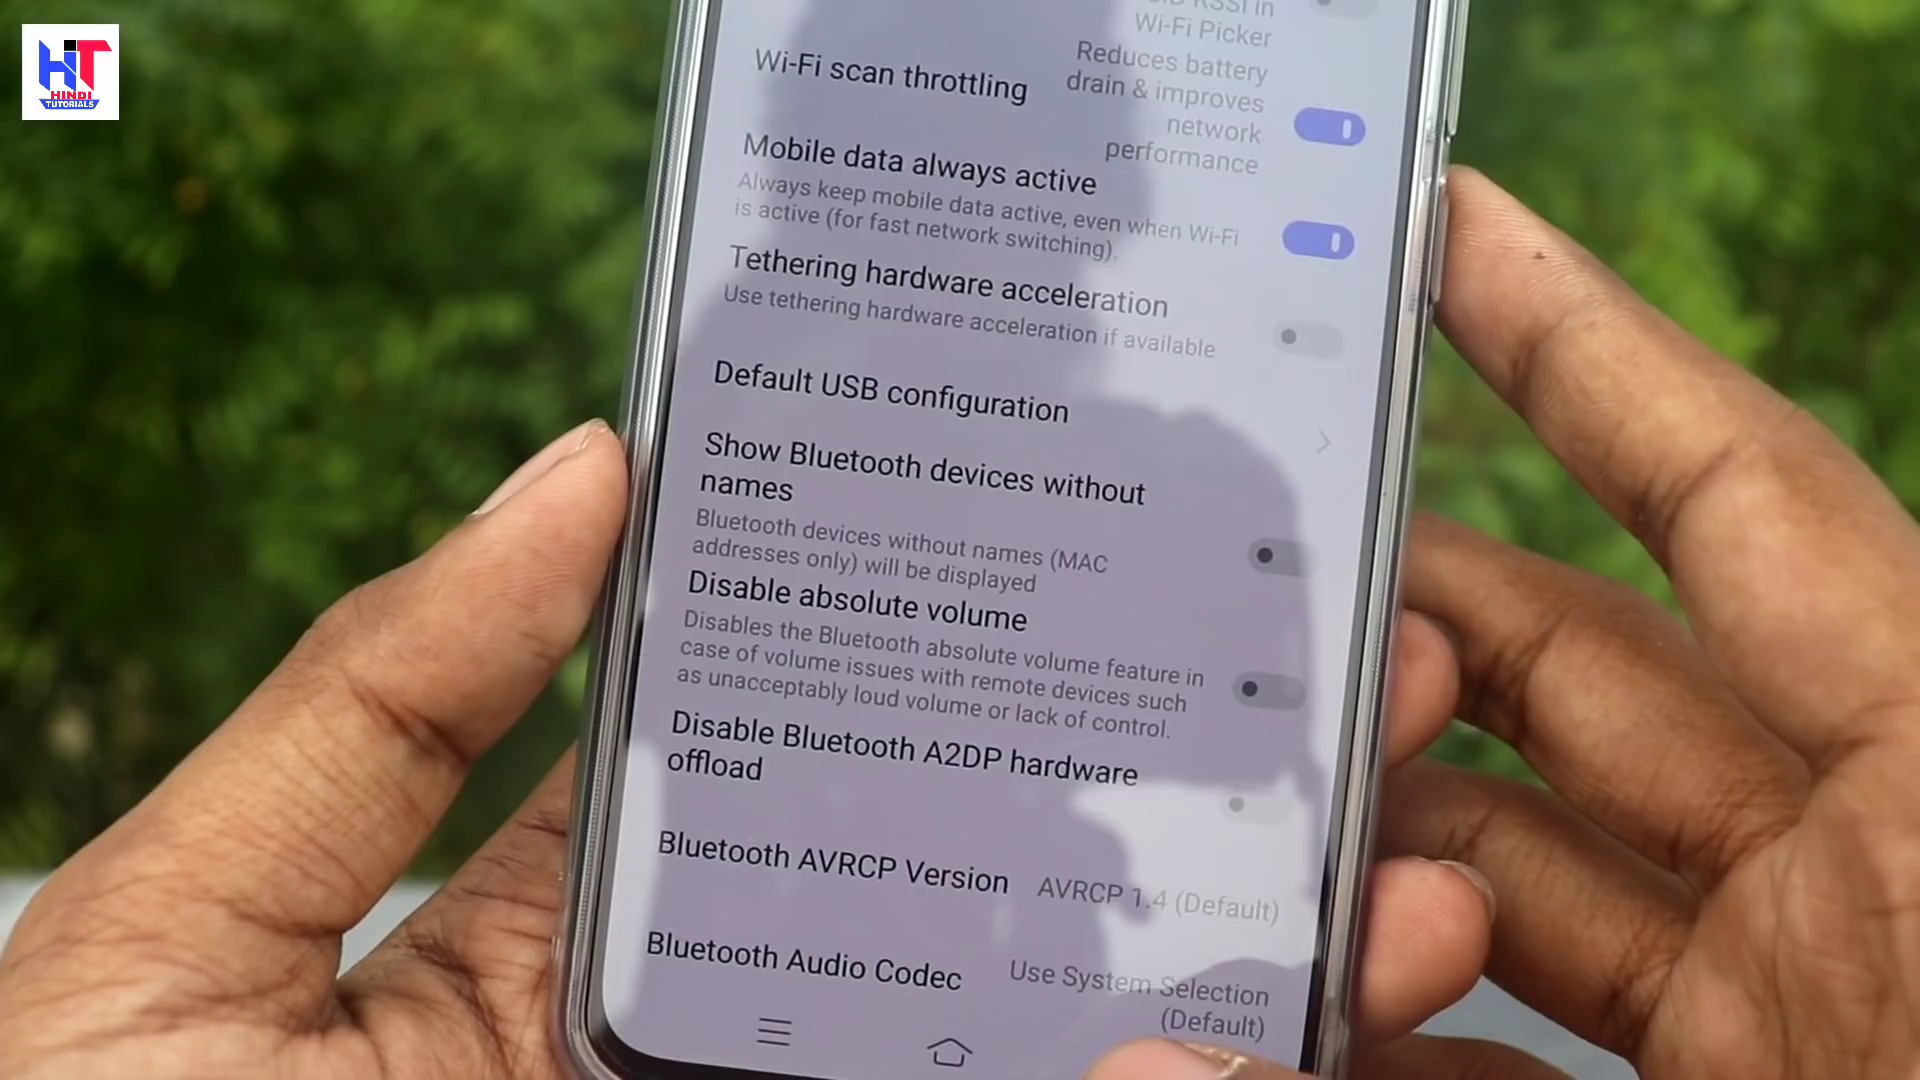 HT
HINDI
TUTORIALS
RSSI in
Wi-Fi Picker
Wi-Fi scan throttling
Reduces battery
drain & improves
network
performance
Mobile data always active
Always keep mobile data active, even when Wi-Fi
is active (for fast network switching).
Tethering hardware acceleration
Use tethering hardware acceleration if available
Default USB configuration
Show Bluetooth devices without
names
Bluetooth devices without names (MAC
addresses only) will be displayed
Disable absolute volume
Disables the Bluetooth absolute volume feature in
case of volume issues with remote devices such
as unacceptably loud volume or lack of control.
Disable Bluetooth A2DP hardware
offload
Bluetooth AVRCP Version
AVRCP 1.4 (Default)
Bluetooth Audio Codec
Use System Selection
(Default)